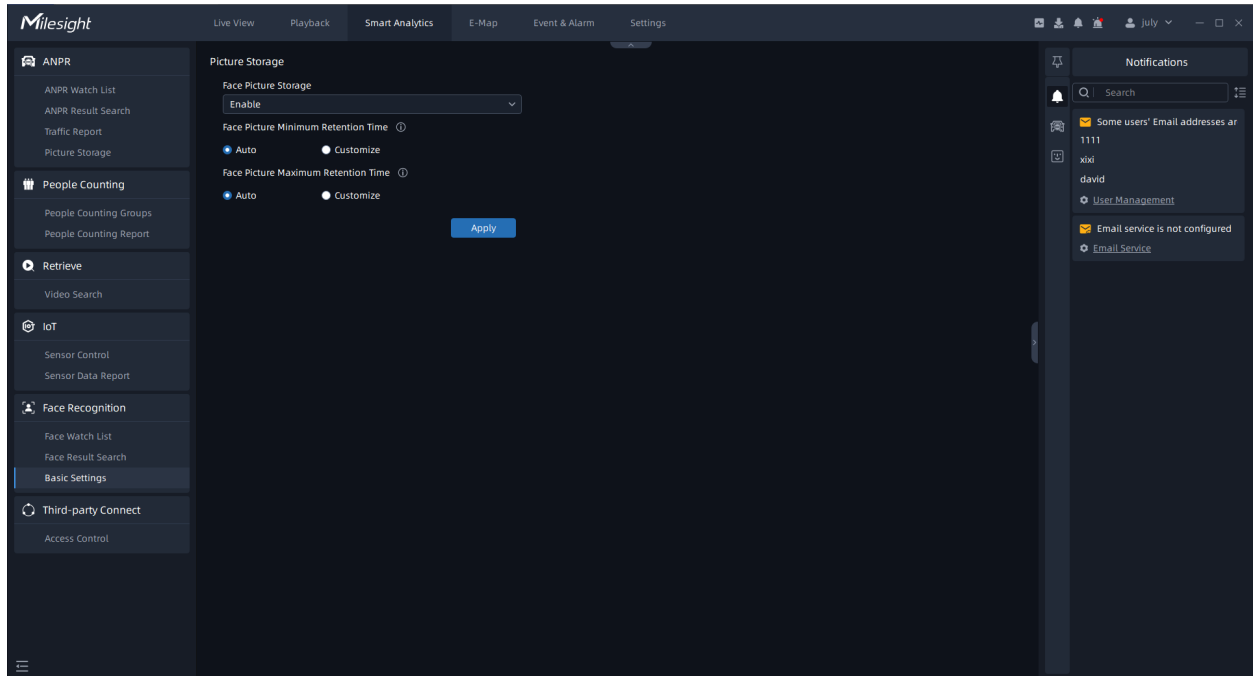 Milesight
Live View
Playback
Smart Analytics
E-Map
Event & Alarm
Settings
july
ANPR
ANPR Watch List
ANPR Result Search
Traffic Report
Picture Storage
People Counting
People Counting Groups
People Counting Report
Retrieve
Video Search
IoT
Sensor Control
Sensor Data Report
Face Recognition
Face Watch List
Face Result Search
Basic Settings
Third-party Connect
Access Control
Picture Storage
Face Picture Storage
Enable
Face Picture Minimum Retention Time
Auto
Customize
Face Picture Maximum Retention Time
Auto
Customize
Apply
Notifications
Search
Some users' Email addresses ar
1111
xixi
david
User Management
Email service is not configured
Email Service